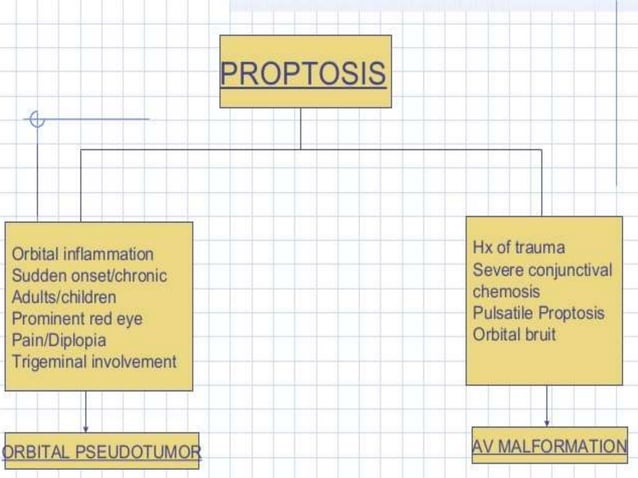 PROPTOSIS
Orbital inflammation
Sudden onset/chronic
Adults/children
Prominent red eye
Pain/Diplopia
Trigeminal involvement
Hx of trauma
Severe conjunctival
chemosis
Pulsatile Proptosis
Orbital bruit
ORBITAL PSEUDOTUMOR
AV MALFORMATION